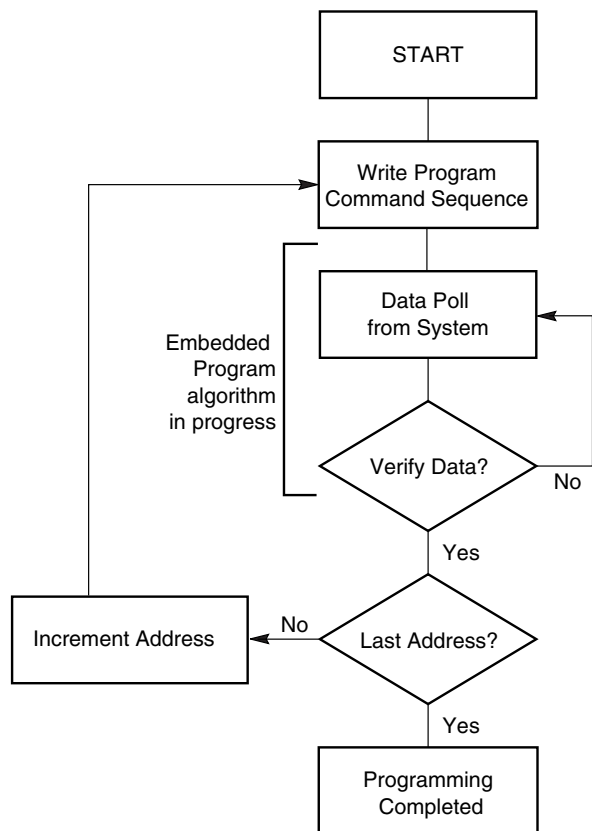 START
Write Program
Command Sequence
Data Poll
from System
Embedded
Program
algorithm
in progress
Verify Data?
No
Yes
Increment Address
No
Last Address?
Yes
Programming
Completed